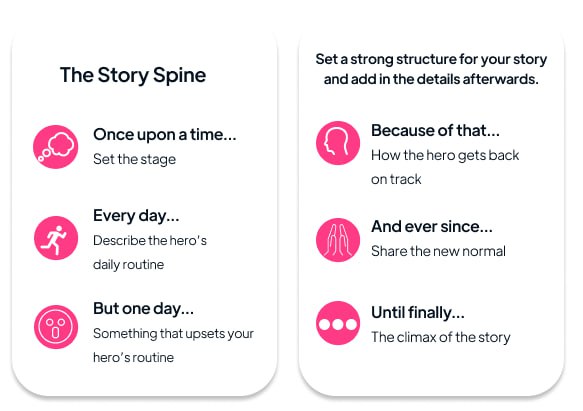 The Story Spine
Once upon a time...
Set the stage
Every day...
Describe the hero's
daily routine
But one day...
Something that upsets your
hero's routine
Set a strong structure for your story
and add in the details afterwards.
Because of that...
How the hero gets back
on track
And ever since...
Share the new normal
Until finally...
The climax of the story